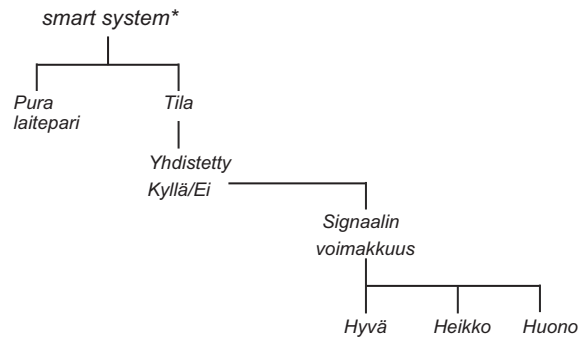 smart system*
Pura
laitepari
Tila
Yhdistetty
Kyllä/Ei
Signaalin
voimakkuus
Hyvä
Heikko
Huono